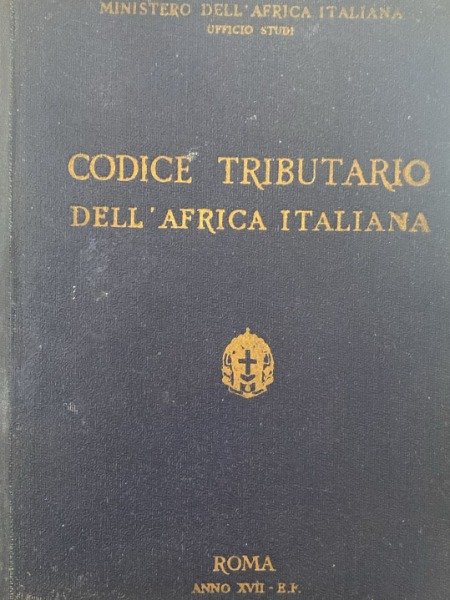 MINISTERO DELL'AFRICA ITALIANA
UFFICIO STUDI
CODICE TRIBUTARIO
DELL'AFRICA ITALIANA
ROMA
ANNO XVII - E.F.